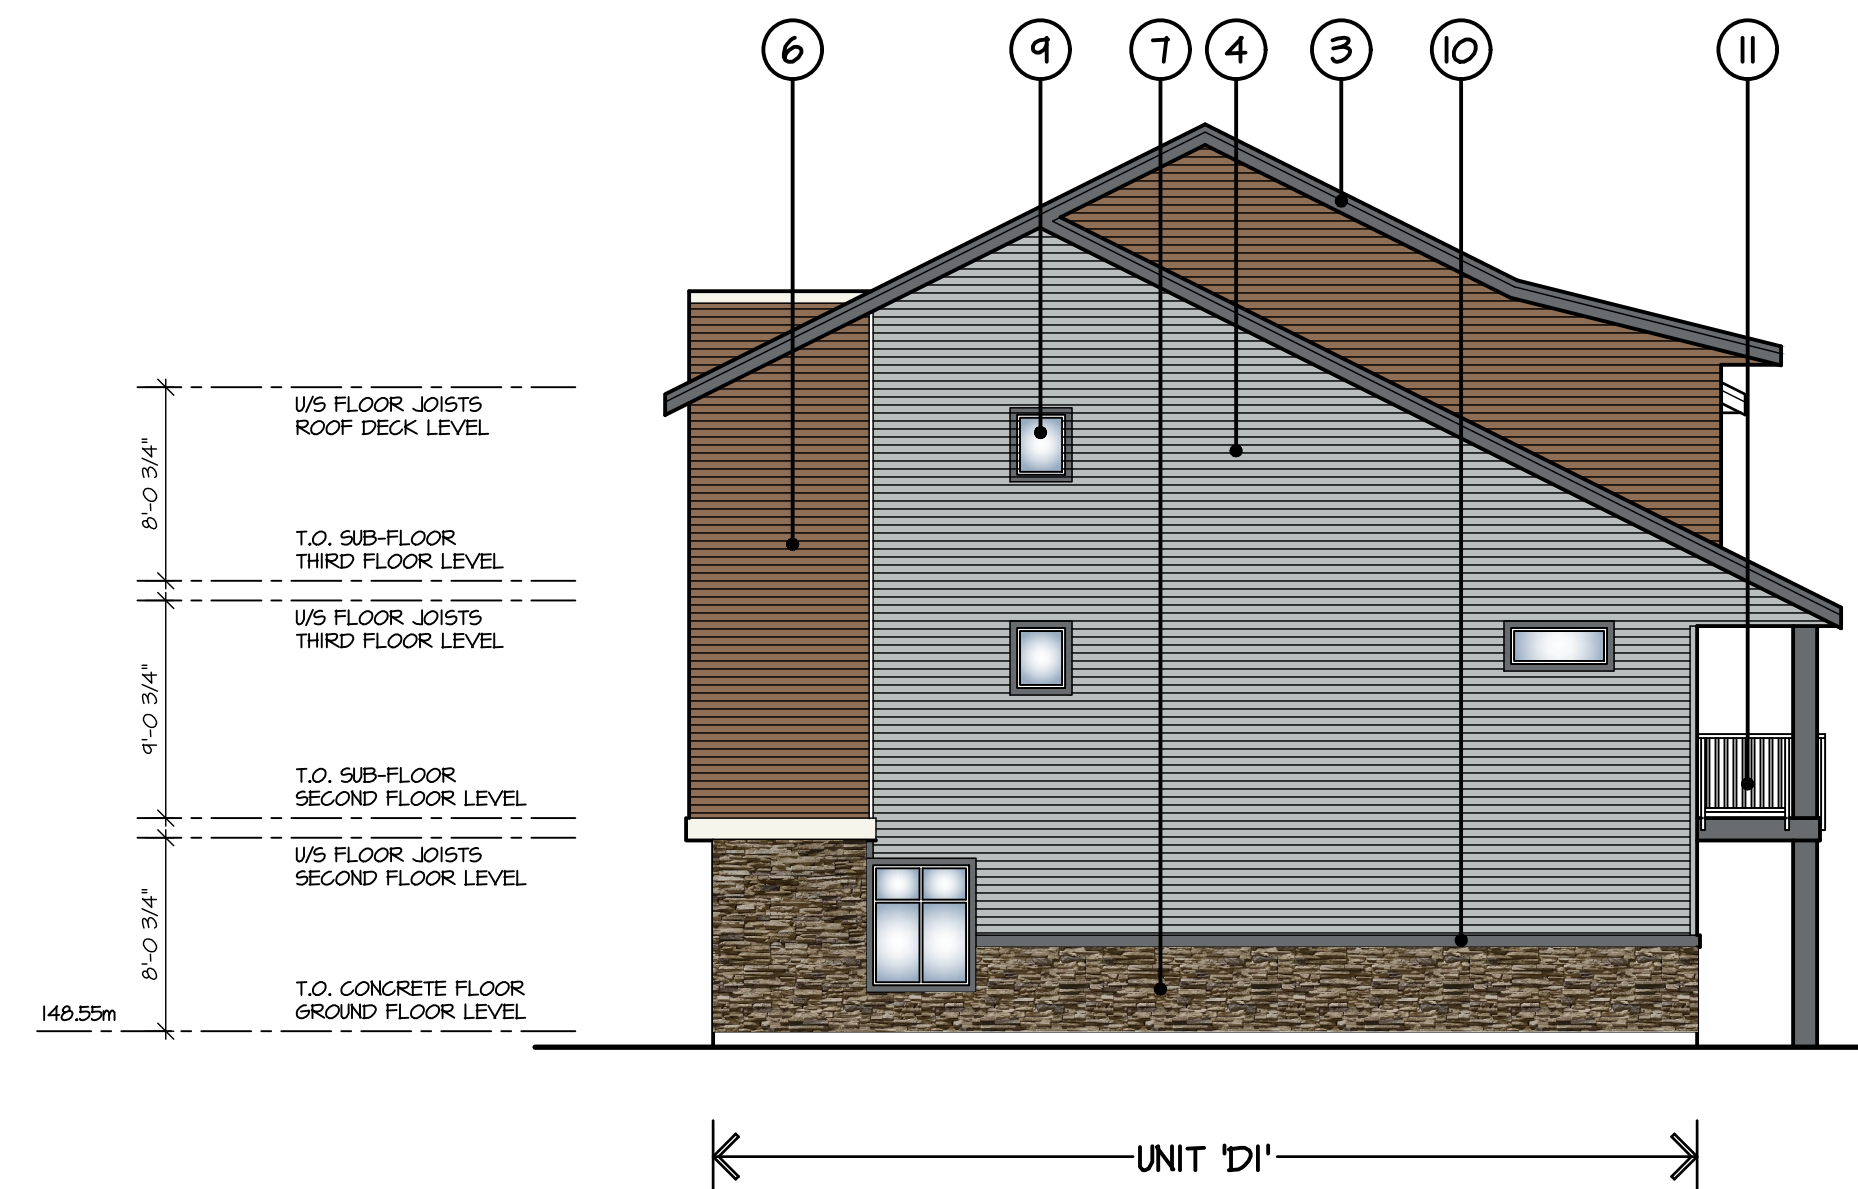 6 9 7 4 3 10 11
U/S FLOOR JOISTS
ROOF DECK LEVEL
8'-0 3/4"
T.O. SUB-FLOOR
THIRD FLOOR LEVEL
U/S FLOOR JOISTS
THIRD FLOOR LEVEL
9'-0 3/4"
T.O. SUB-FLOOR
SECOND FLOOR LEVEL
U/S FLOOR JOISTS
SECOND FLOOR LEVEL
8'-0 3/4"
T.O. CONCRETE FLOOR
GROUND FLOOR LEVEL
148.55m
UNIT 'D1'